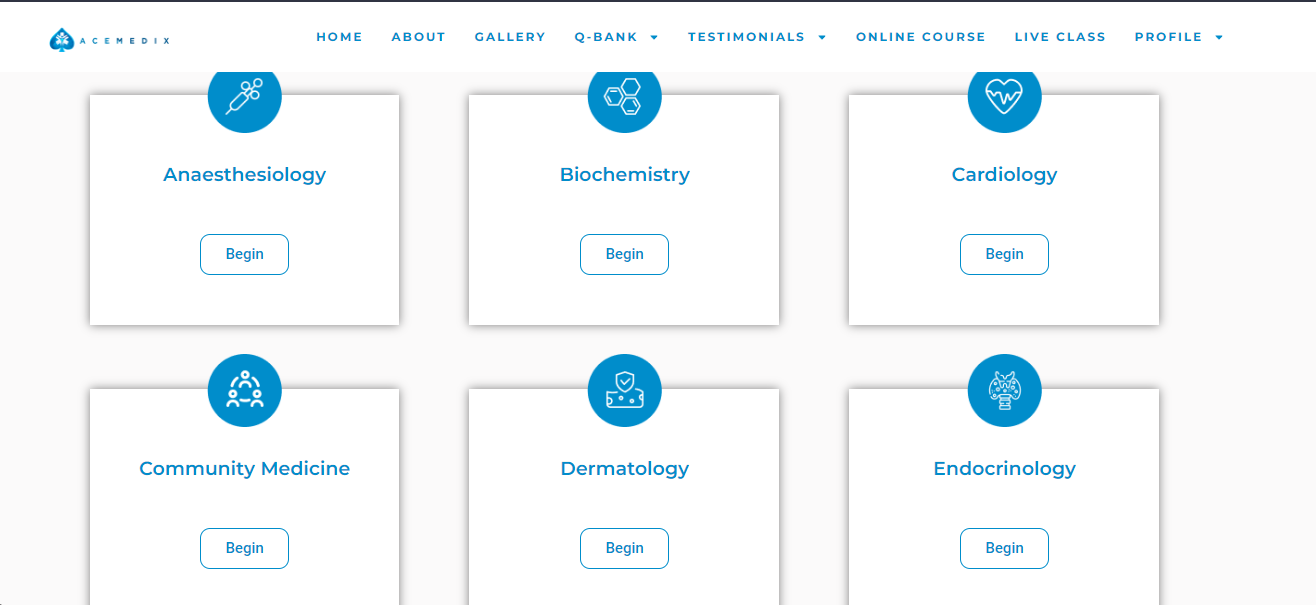 ACEMEDIX
HOME ABOUT GALLERY Q-BANK TESTIMONIALS ONLINE COURSE LIVE CLASS PROFILE
Anaesthesiology Biochemistry Cardiology
Begin Begin Begin
Community Medicine Dermatology Endocrinology
Begin Begin Begin